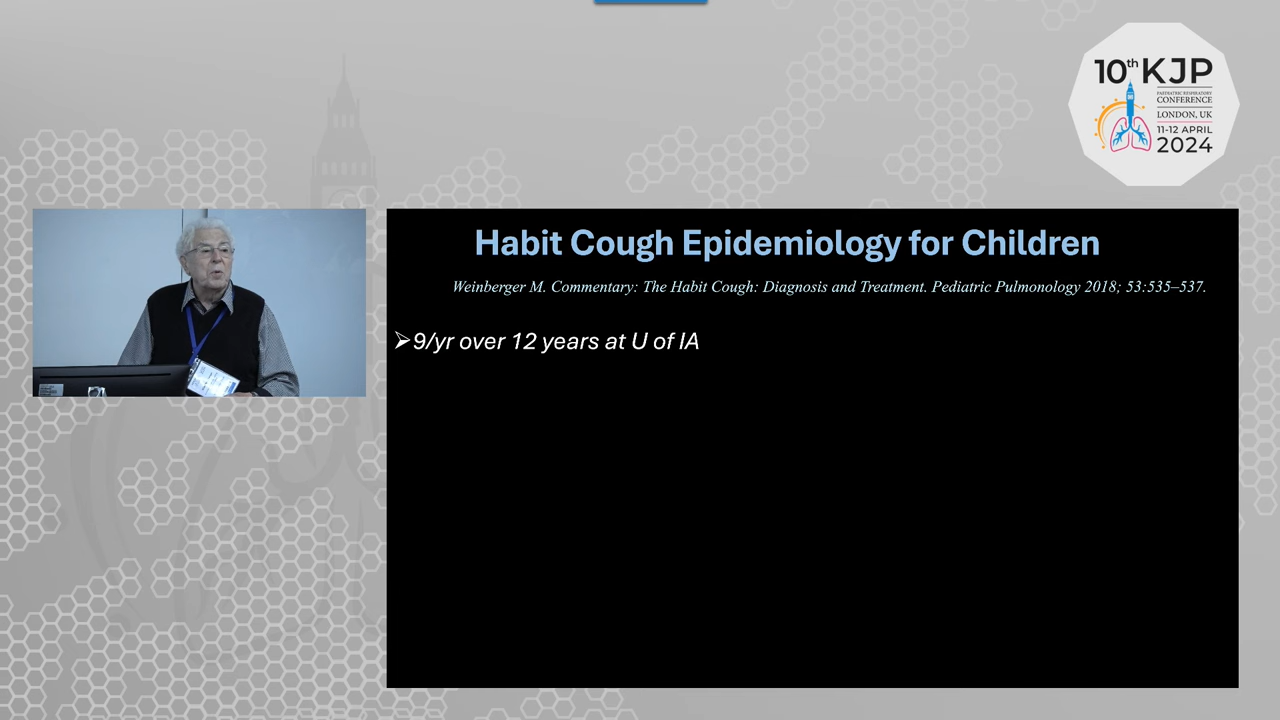 10th KJP
PAEDIATRIC RESPIRATORY
CONFERENCE
LONDON, UK
11-12 APRIL
2024
Habit Cough Epidemiology for Children
Weinberger M. Commentary: The Habit Cough: Diagnosis and Treatment. Pediatric Pulmonology 2018; 53:535–537.
➢9/yr over 12 years at U of IA